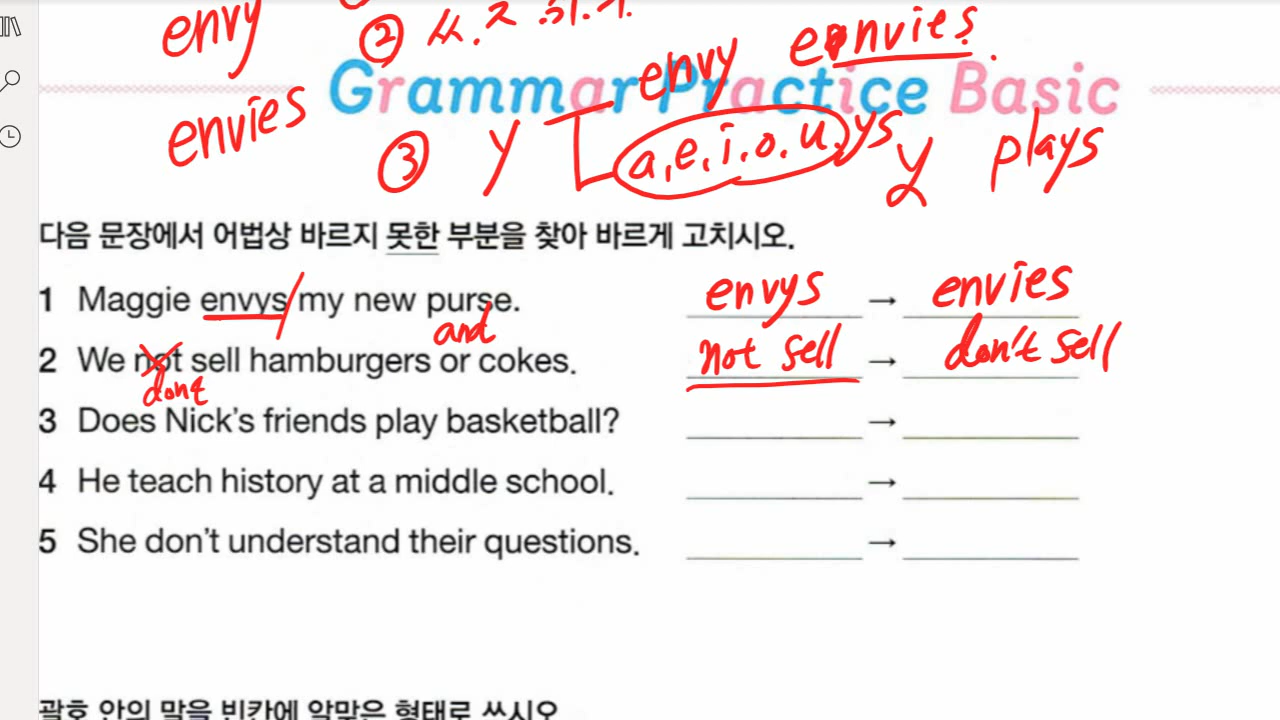 envy ② ㅅ.ㅈ
envy envies.
Grammar Practice Basic
envies ③ y a,e,i,o,u ys y plays
다음 문장에서 어법상 바르지 못한 부분을 찾아 바르게 고치시오.
1 Maggie envys/my new purse. envys → envies
and
2 We not sell hamburgers or cokes. not sell → don't sell
dont
3 Does Nick's friends play basketball? →
4 He teach history at a middle school. →
5 She don't understand their questions. →
괄호 안의 말을 빈칸에 알맞은 형태로 쓰시오